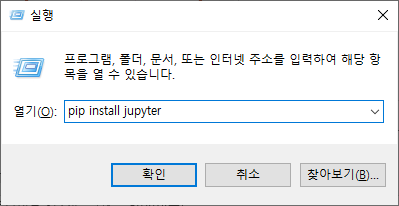 실행
프로그램, 폴더, 문서, 또는 인터넷 주소를 입력하여 해당 항
목을 열 수 있습니다.
열기(O): pip install jupyter
확인 취소 찾아보기(B)...